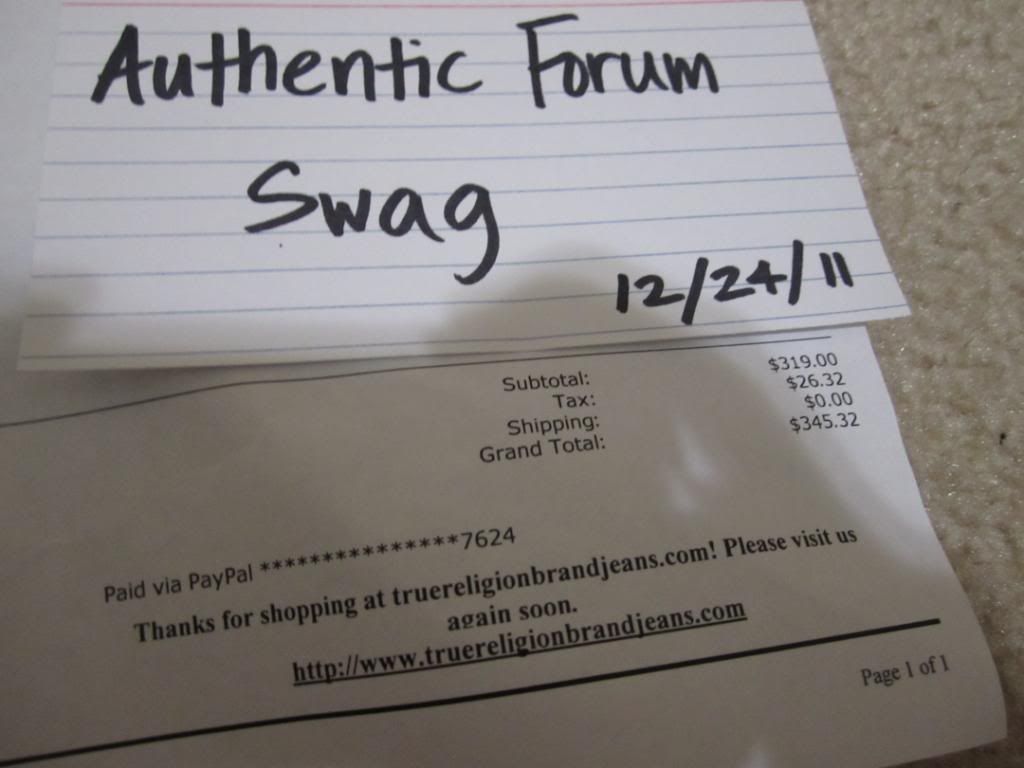 Authentic Forum
Swag
12/24/11
Subtotal: $319.00
Tax: $26.32
Shipping: $0.00
Grand Total: $345.32
Paid via PayPal ***************7624
Thanks for shopping at truereligionbrandjeans.com! Please visit us
again soon.
http://www.truereligionbrandjeans.com
Page 1 of 1